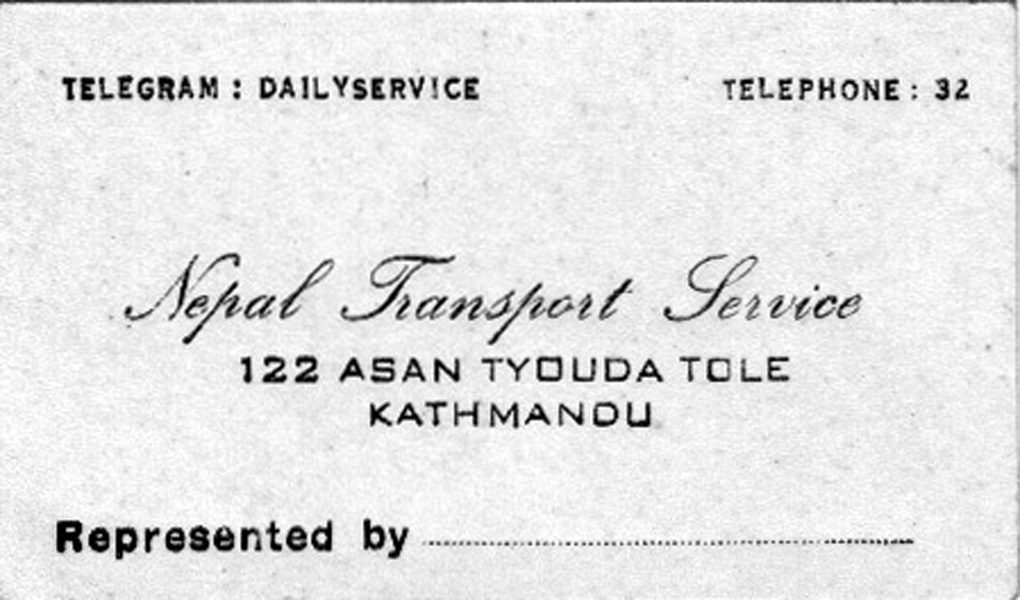 TELEGRAM : DAILYSERVICE TELEPHONE : 32
Nepal Transport Service
122 ASAN TYOUDA TOLE
KATHMANDU
Represented by